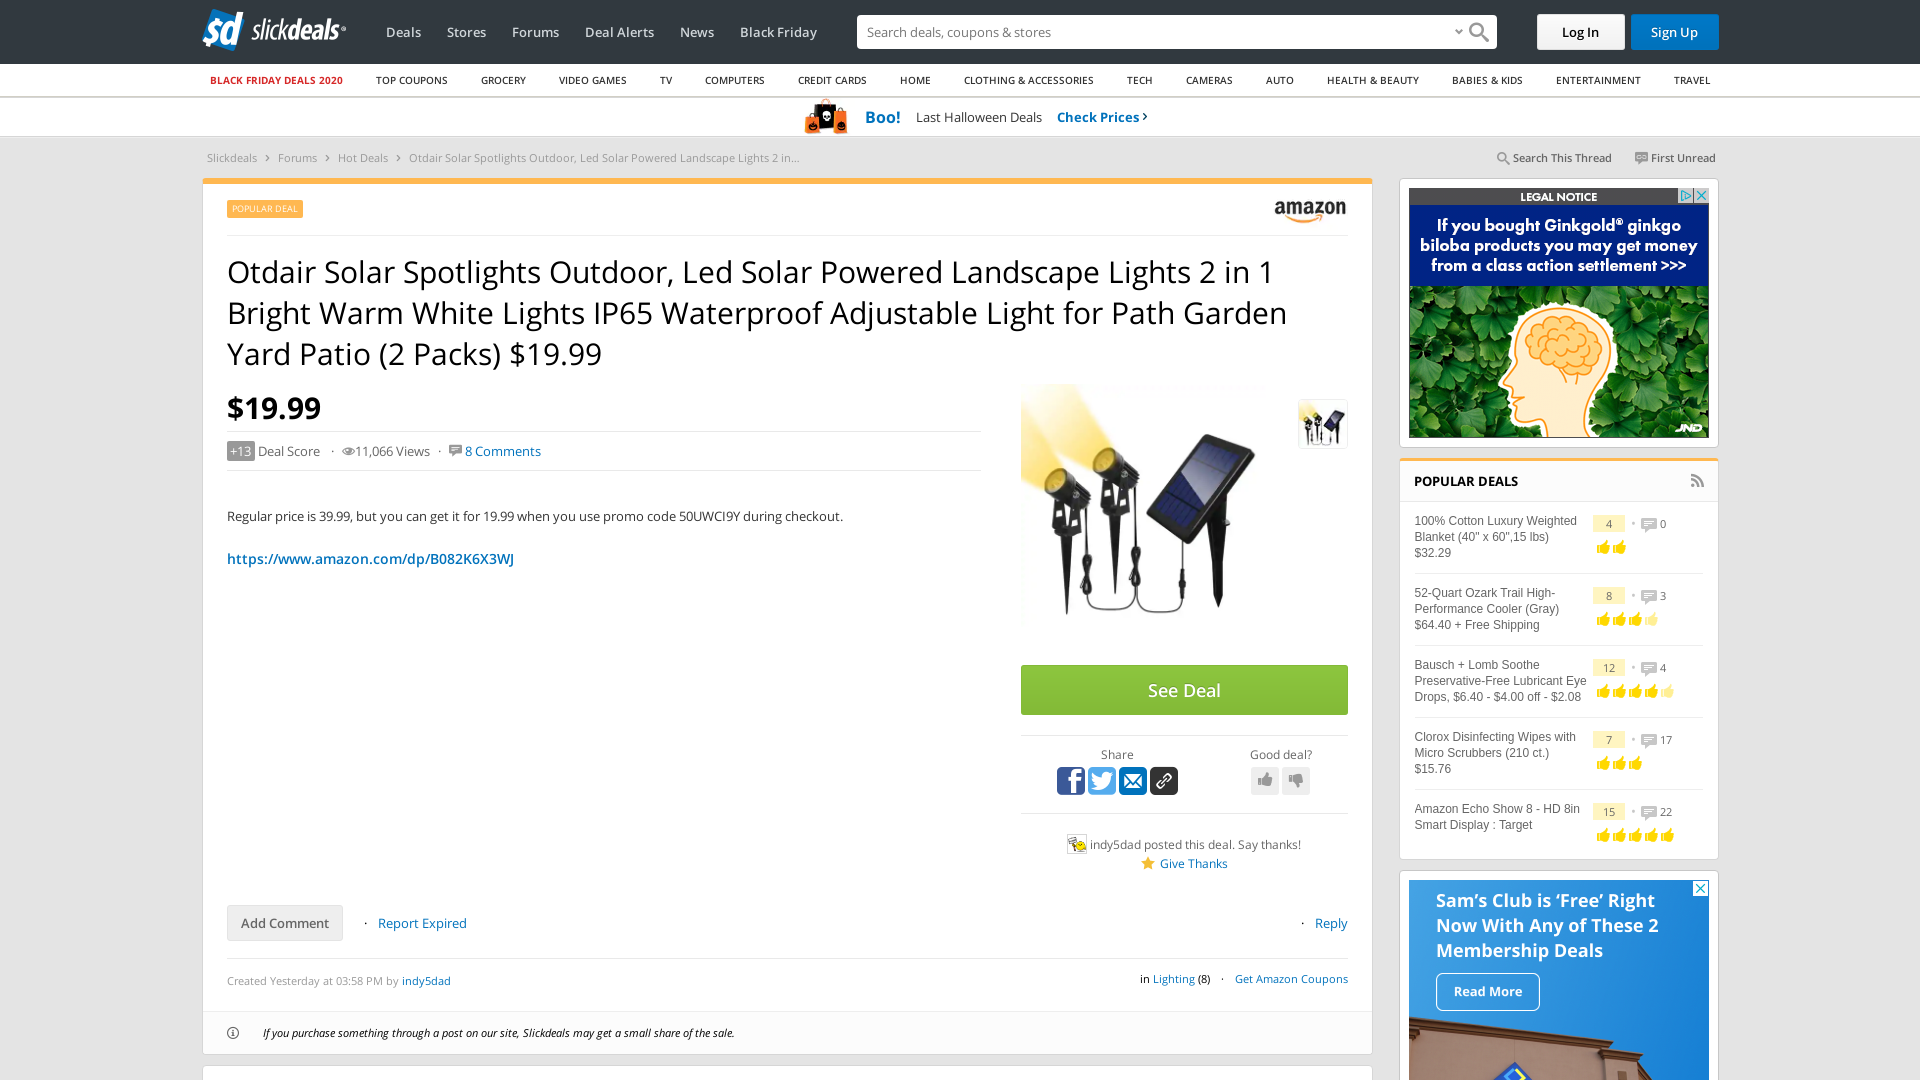 slickdeals
Deals
Stores
Forums
Deal Alerts
News
Black Friday
Search deals, coupons & stores
Log In
Sign Up
BLACK FRIDAY DEALS 2020
TOP COUPONS
GROCERY
VIDEO GAMES
TV
COMPUTERS
CREDIT CARDS
HOME
CLOTHING & ACCESSORIES
TECH
CAMERAS
AUTO
HEALTH & BEAUTY
BABIES & KIDS
ENTERTAINMENT
TRAVEL
Boo! Last Halloween Deals Check Prices ›
Slickdeals › Forums › Hot Deals › Otdair Solar Spotlights Outdoor, Led Solar Powered Landscape Lights 2 in...
Search This Thread
First Unread
POPULAR DEAL
amazon
Otdair Solar Spotlights Outdoor, Led Solar Powered Landscape Lights 2 in 1
Bright Warm White Lights IP65 Waterproof Adjustable Light for Path Garden
Yard Patio (2 Packs) $19.99
$19.99
+13 Deal Score · 11,066 Views · 8 Comments
Regular price is 39.99, but you can get it for 19.99 when you use promo code 50UWCI9Y during checkout.
https://www.amazon.com/dp/B082K6X3WJ
See Deal
Share
Good deal?
indy5dad posted this deal. Say thanks!
Give Thanks
Add Comment
· Report Expired
· Reply
Created Yesterday at 03:58 PM by indy5dad
in Lighting (8) · Get Amazon Coupons
If you purchase something through a post on our site, Slickdeals may get a small share of the sale.
LEGAL NOTICE
If you bought Ginkgold® ginkgo
biloba products you may get money
from a class action settlement >>>
JND
POPULAR DEALS
100% Cotton Luxury Weighted
Blanket (40" x 60",15 lbs)
$32.29
4 · 0
52-Quart Ozark Trail High-
Performance Cooler (Gray)
$64.40 + Free Shipping
8 · 3
Bausch + Lomb Soothe
Preservative-Free Lubricant Eye
Drops, $6.40 - $4.00 off - $2.08
12 · 4
Clorox Disinfecting Wipes with
Micro Scrubbers (210 ct.)
$15.76
7 · 17
Amazon Echo Show 8 - HD 8in
Smart Display : Target
15 · 22
Sam's Club is ‘Free’ Right
Now With Any of These 2
Membership Deals
Read More